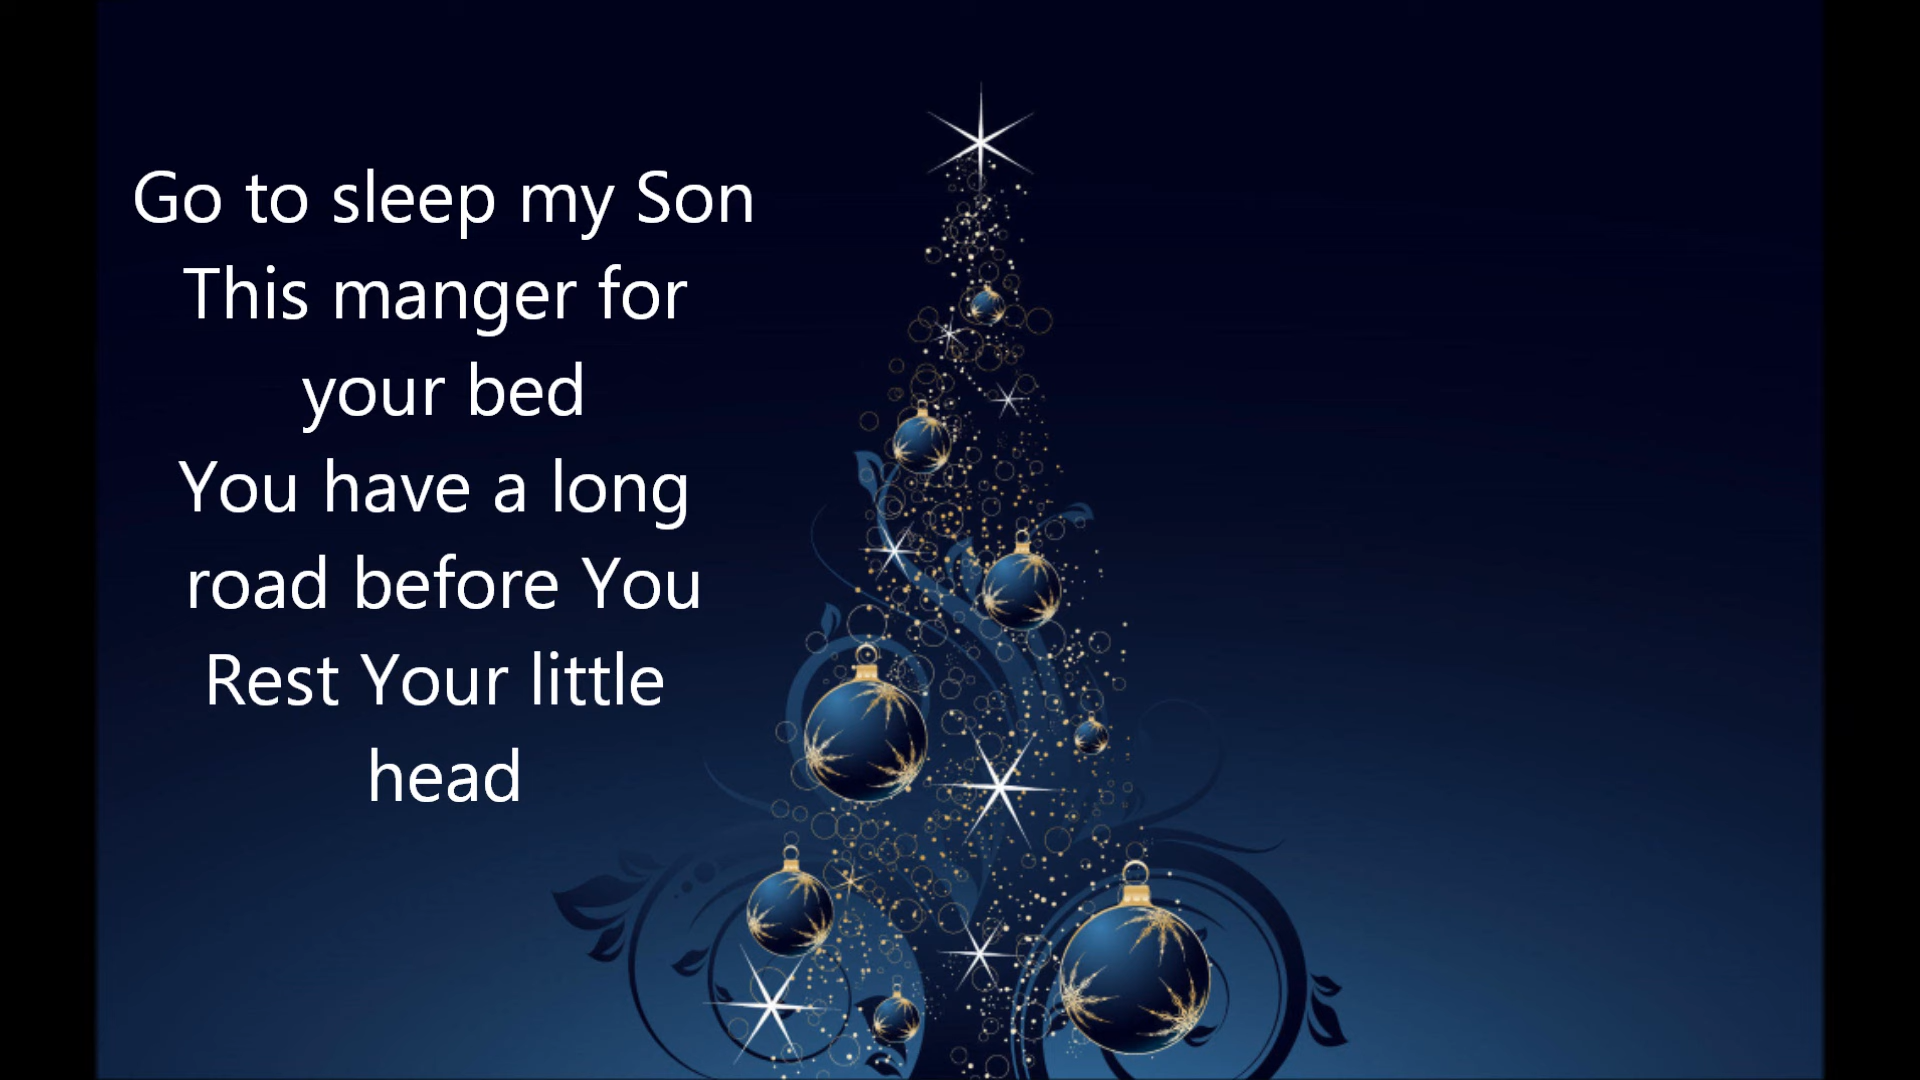 Go to sleep my Son
This manger for
your bed
You have a long
road before You
Rest Your little
head